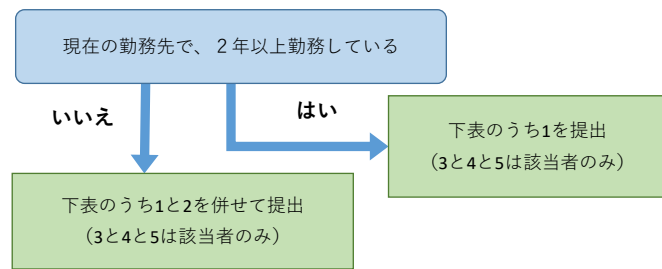 現在の勤務先で、２年以上勤務している
いいえ
はい
下表のうち1を提出
（3と4と5は該当者のみ）
下表のうち1と2を併せて提出
（3と4と5は該当者のみ）